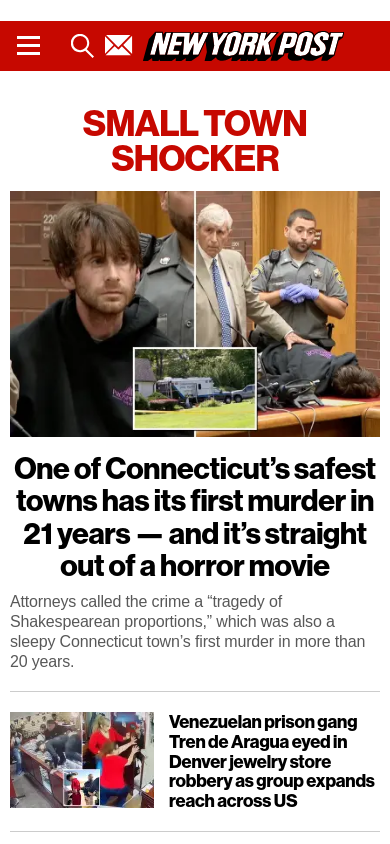 NEW YORK POST
SMALL TOWN
SHOCKER
One of Connecticut’s safest
towns has its first murder in
21 years — and it’s straight
out of a horror movie
Attorneys called the crime a “tragedy of
Shakespearean proportions,” which was also a
sleepy Connecticut town’s first murder in more than
20 years.
Venezuelan prison gang
Tren de Aragua eyed in
Denver jewelry store
robbery as group expands
reach across US